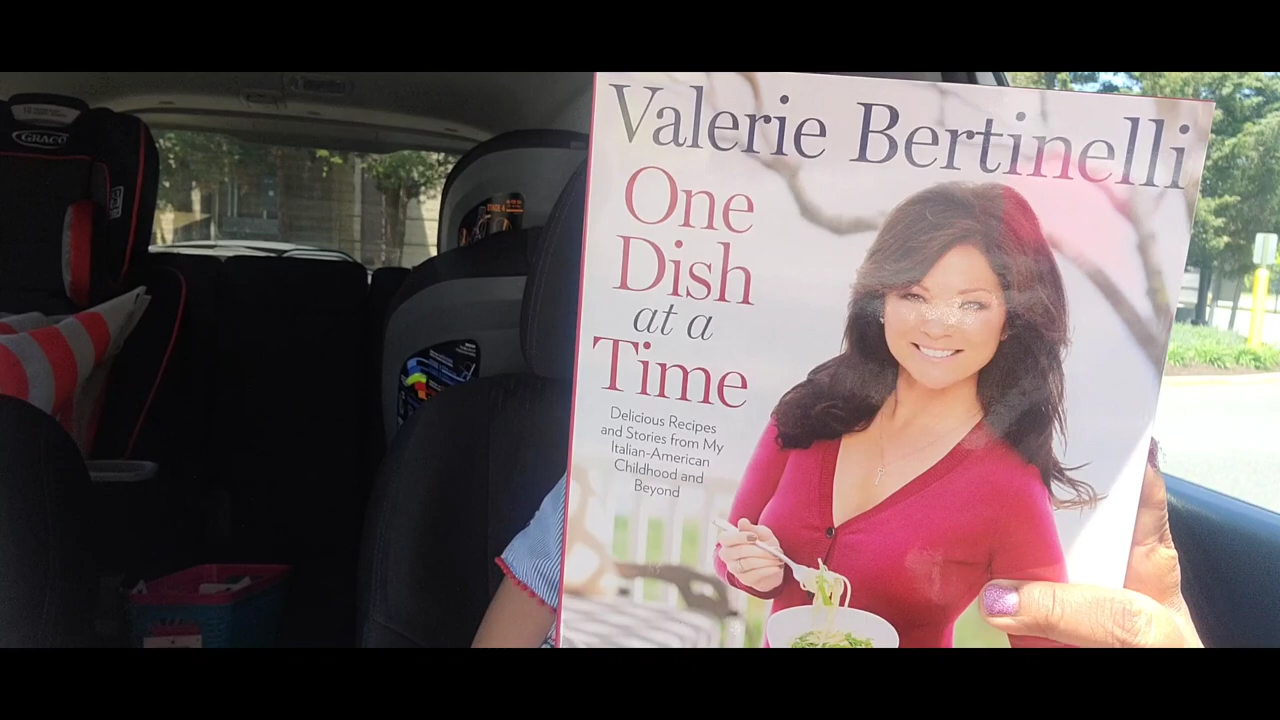 GRACO
Valerie Bertinelli
One
Dish
at a
Time
Delicious Recipes
and Stories from My
Italian-American
Childhood and
Beyond